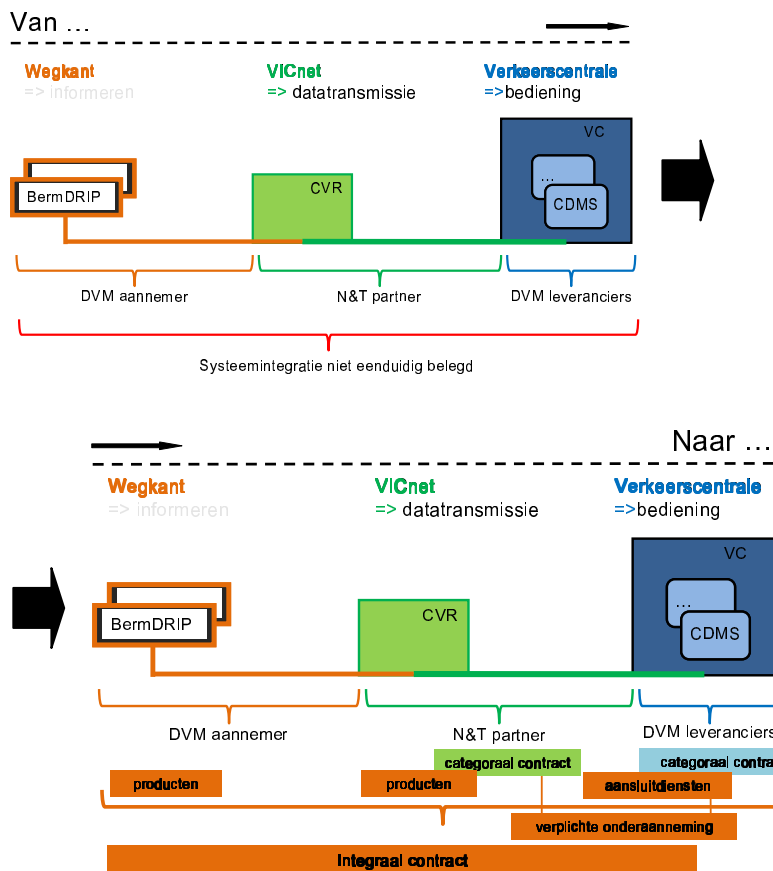 Van ...
Wegkant VICnet Verkeerscentrale
=> informeren => datatransmissie =>bediening
VC
...
CVR
BermDRIP CDMS
DVM aannemer N&T partner DVM leveranciers
Systeemintegratie niet eenduidig belegd
Naar ...
Wegkant VICnet Verkeerscentrale
=> informeren => datatransmissie =>bediening
VC
...
CVR
BermDRIP CDMS
DVM aannemer N&T partner DVM leveranciers
categoraal contract categoraal contra
producten producten aansluitdiensten
verplichte onderaanneming
Integraal contract